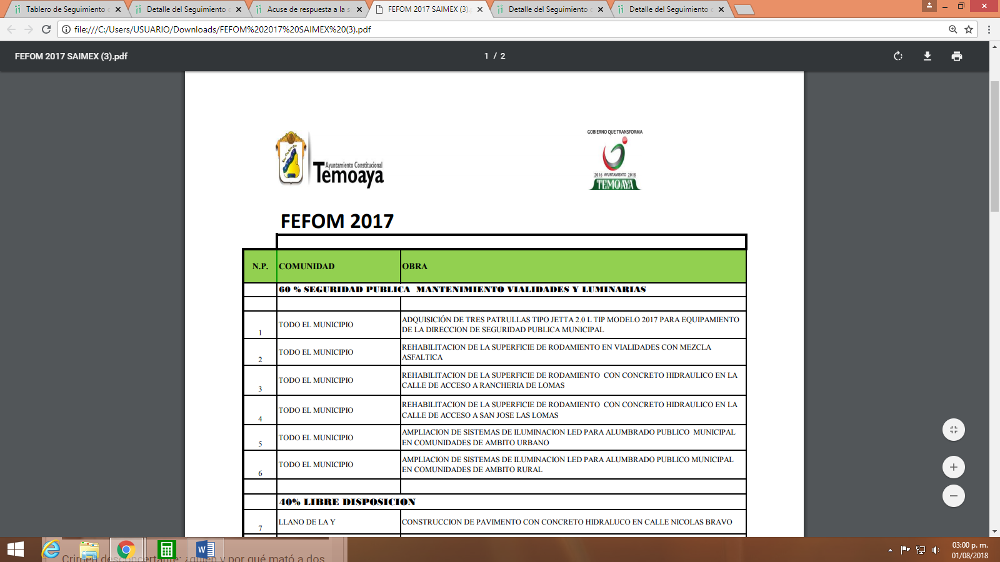 Tablero de Seguimiento
Detalle del Seguimiento
Acuse de respuesta a la s
FEFOM 2017 SAIMEX (3).
Detalle del Seguimiento
Detalle del Seguimiento
file:///C:/Users/USUARIO/Downloads/FEFOM%202017%20SAIMEX%20(3).pdf
FEFOM 2017 SAIMEX (3).pdf
1 / 2
GOBIERNO QUE TRANSFORMA
Ayuntamiento Constitucional
Temoaya
2016 AYUNTAMIENTO 2018
TEMOAYA
FEFOM 2017
N.P. COMUNIDAD OBRA
60 % SEGURIDAD PUBLICA MANTENIMIENTO VIALIDADES Y LUMINARIAS
1 TODO EL MUNICIPIO ADQUISICIÓN DE TRES PATRULLAS TIPO JETTA 2.0 L TIP MODELO 2017 PARA EQUIPAMIENTO
DE LA DIRECCION DE SEGURIDAD PUBLICA MUNICIPAL
2 TODO EL MUNICIPIO REHABILITACION DE LA SUPERFICIE DE RODAMIENTO EN VIALIDADES CON MEZCLA
ASFALTICA
3 TODO EL MUNICIPIO REHABILITACION DE LA SUPERFICIE DE RODAMIENTO CON CONCRETO HIDRAULICO EN LA
CALLE DE ACCESO A RANCHERIA DE LOMAS
4 TODO EL MUNICIPIO REHABILITACION DE LA SUPERFICIE DE RODAMIENTO CON CONCRETO HIDRAULICO EN LA
CALLE DE ACCESO A SAN JOSE LAS LOMAS
5 TODO EL MUNICIPIO AMPLIACION DE SISTEMAS DE ILUMINACION LED PARA ALUMBRADO PUBLICO MUNICIPAL
EN COMUNIDADES DE AMBITO URBANO
6 TODO EL MUNICIPIO AMPLIACION DE SISTEMAS DE ILUMINACION LED PARA ALUMBRADO PUBLICO MUNICIPAL
EN COMUNIDADES DE AMBITO RURAL
40% LIBRE DISPOSICION
7 LLANO DE LA Y CONSTRUCCION DE PAVIMENTO CON CONCRETO HIDRALUCO EN CALLE NICOLAS BRAVO
Crimen desconcertante: ¿quién y por qué mató a dos
03:00 p. m.
01/08/2018